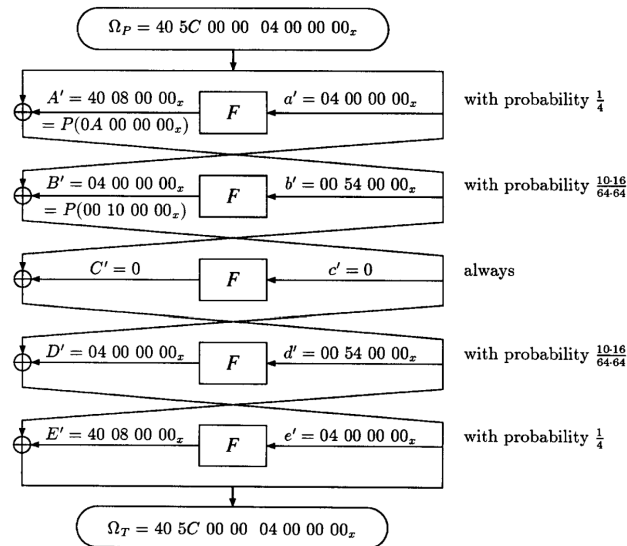 Ω_P = 40 5C 00 00 04 00 00 00_x
A′ = 40 08 00 00_x F a′ = 04 00 00 00_x with probability 1/4
= P(0A 00 00 00_x)
B′ = 04 00 00 00_x F b′ = 00 54 00 00_x with probability 10·16/64·64
= P(00 10 00 00_x)
C′ = 0 F c′ = 0 always
D′ = 04 00 00 00_x F d′ = 00 54 00 00_x with probability 10·16/64·64
E′ = 40 08 00 00_x F e′ = 04 00 00 00_x with probability 1/4
Ω_T = 40 5C 00 00 04 00 00 00_x